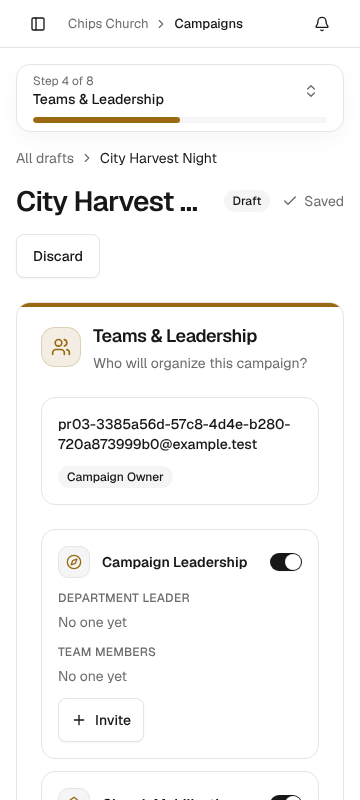 Chips Church > Campaigns
Step 4 of 8
Teams & Leadership
All drafts > City Harvest Night
City Harvest ...
Draft
Saved
Discard
Teams & Leadership
Who will organize this campaign?
pr03-3385a56d-57c8-4d4e-b280-
720a873999b0@example.test
Campaign Owner
Campaign Leadership
DEPARTMENT LEADER
No one yet
TEAM MEMBERS
No one yet
Invite